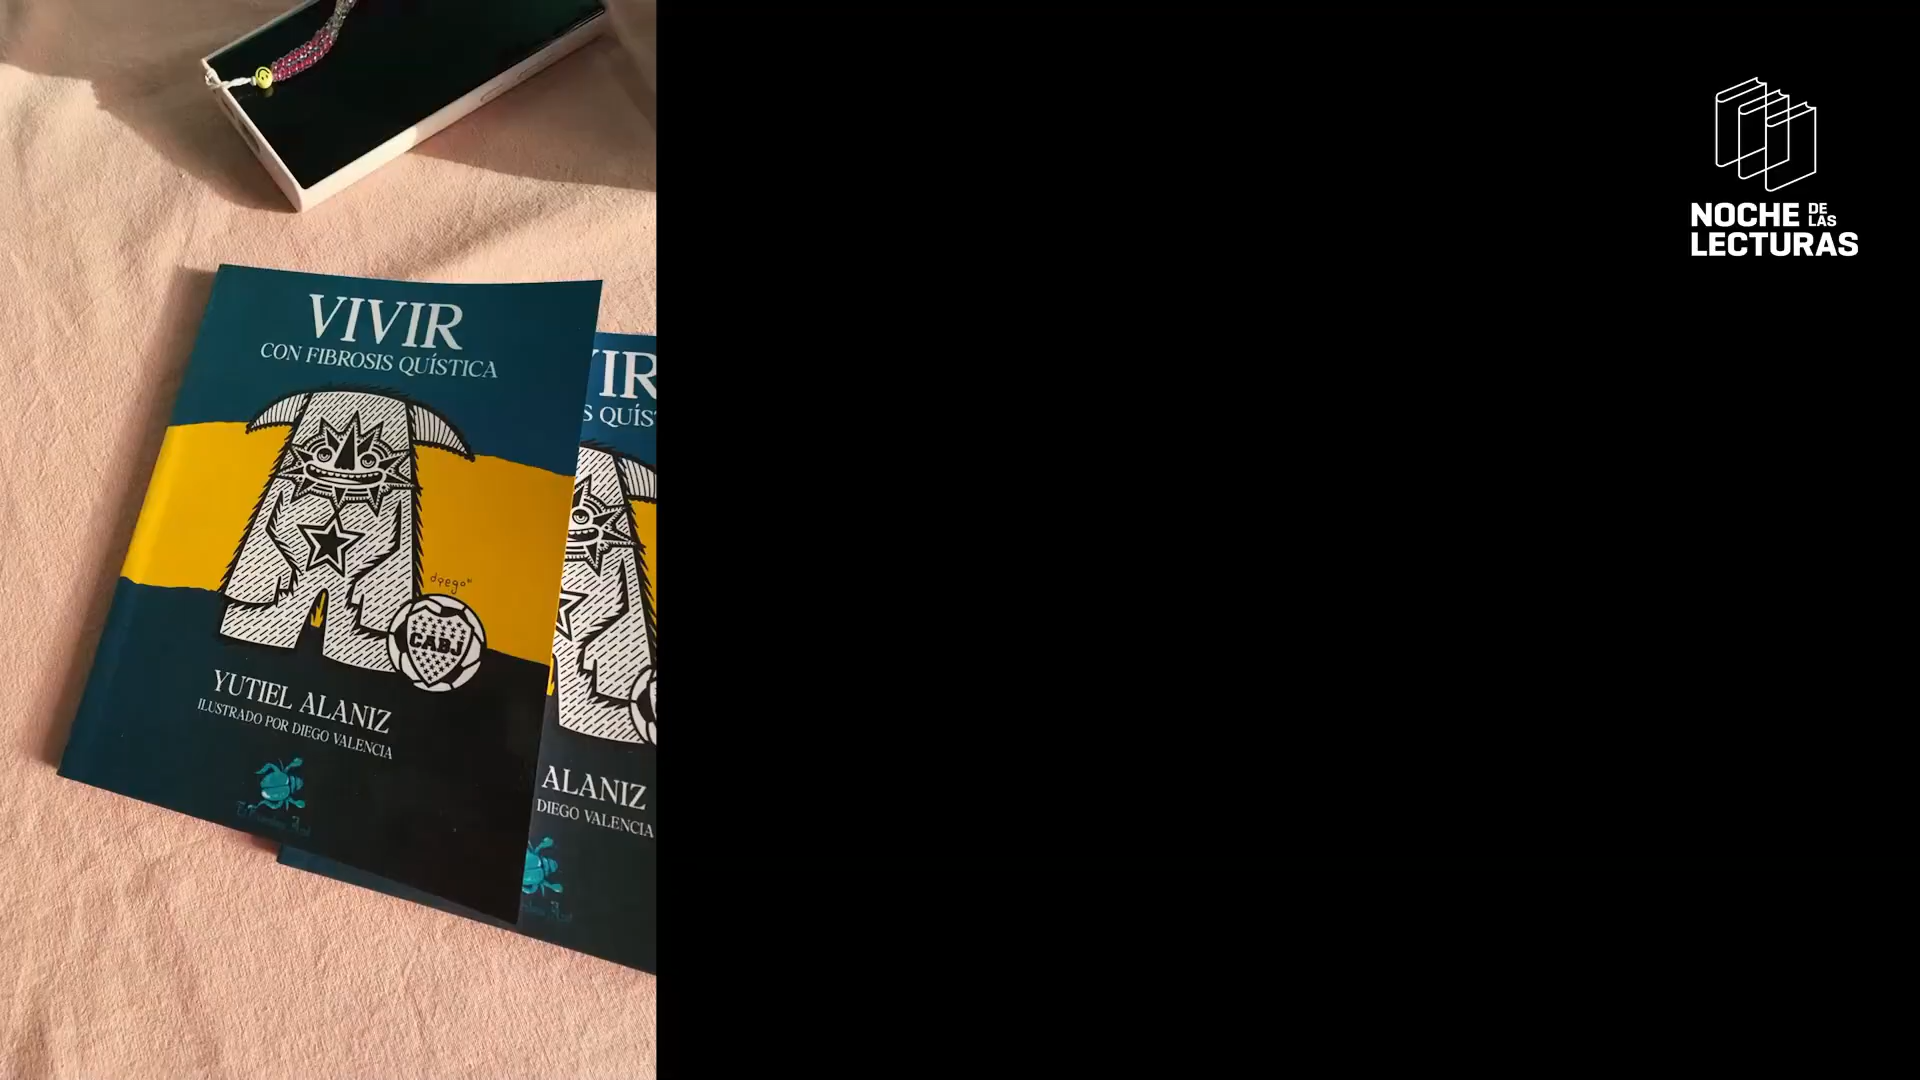 VIVIR
CON FIBROSIS QUÍSTICA
dqego
CABJ
YUTIEL ALANIZ
ILUSTRADO POR DIEGO VALENCIA
VIR
S QUÍST
ALANIZ
DIEGO VALENCIA
NOCHE DE LAS
LECTURAS